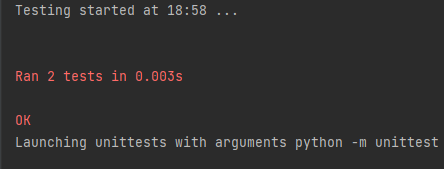 Testing started at 18:58 ...
Ran 2 tests in 0.003s
OK
Launching unittests with arguments python -m unittest